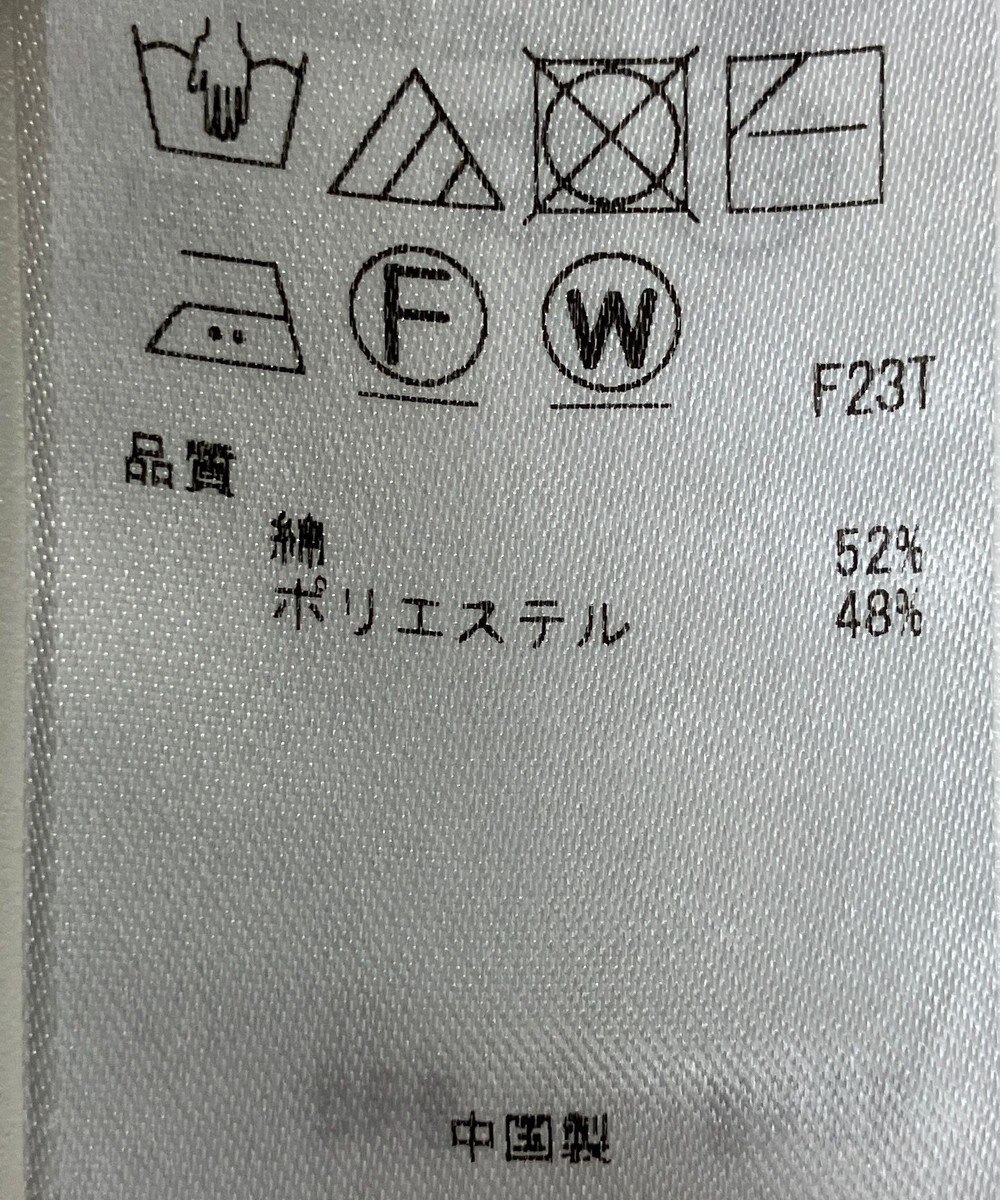 F W
F23T
品質
綿 52%
ポリエステル 48%
中国製